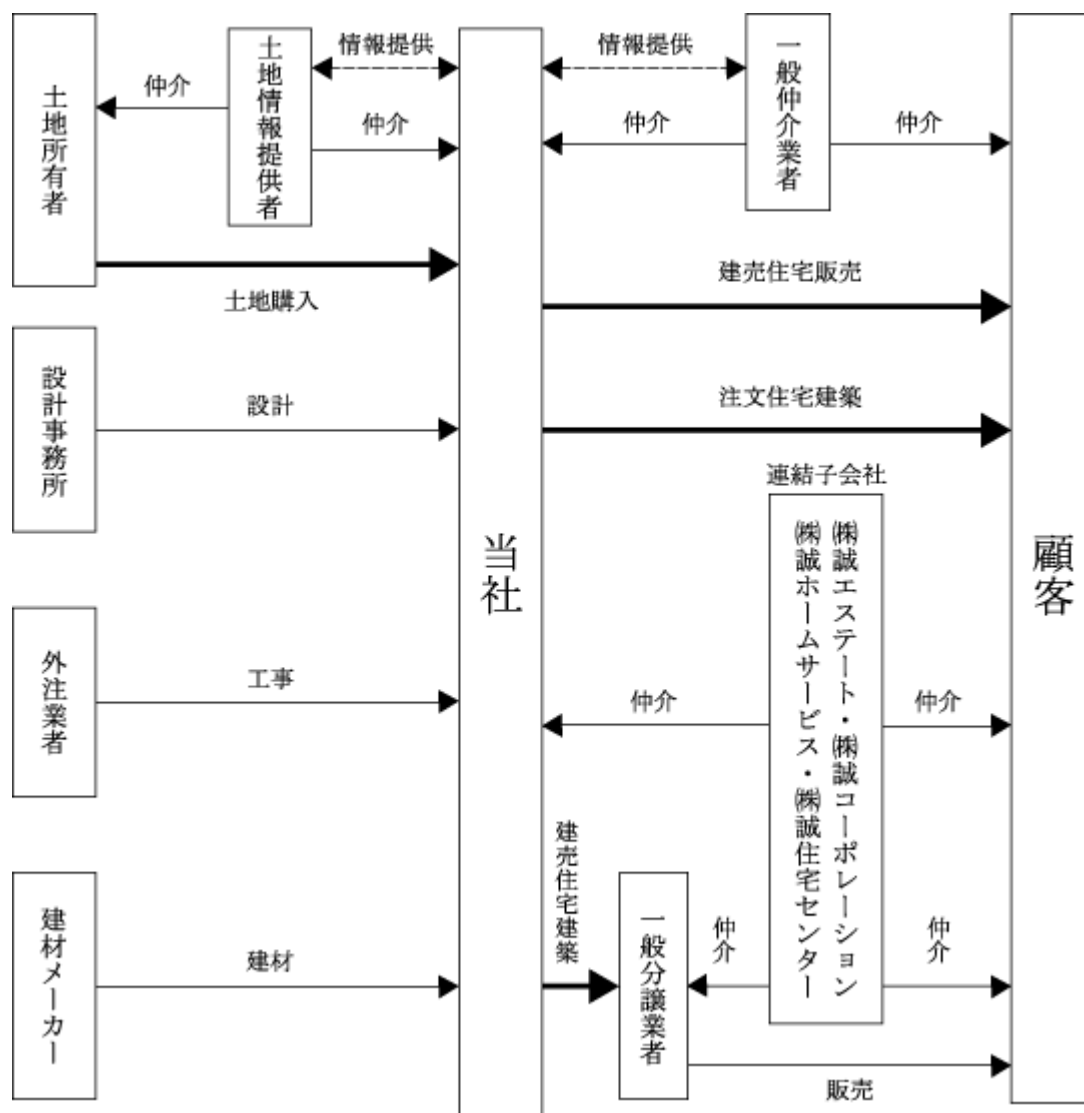 土地所有者
仲介
土地情報提供者
情報提供
仲介
土地購入
設計事務所
設計
外注業者
工事
建材メーカー
建材
当社
情報提供
一般仲介業者
仲介
仲介
建売住宅販売
注文住宅建築
連結子会社
㈱誠エステート・㈱誠コーポレーション
㈱誠ホームサービス・㈱誠住宅センター
仲介
仲介
建売住宅建築
一般分譲業者
仲介
仲介
販売
顧客